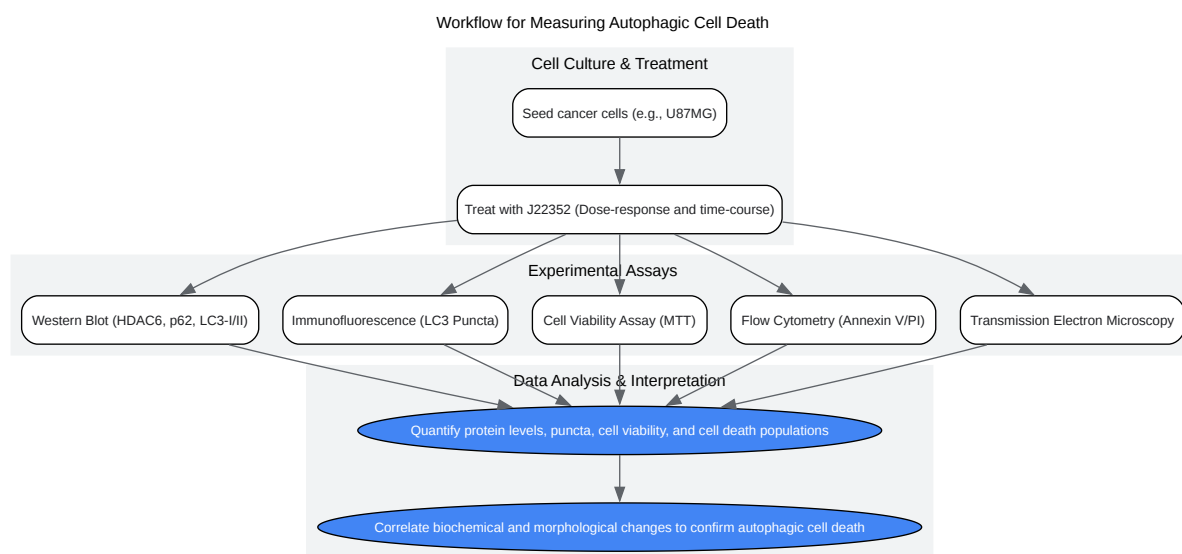 Workflow for Measuring Autophagic Cell Death
Cell Culture & Treatment
Seed cancer cells (e.g., U87MG)
Treat with J22352 (Dose-response and time-course)
Experimental Assays
Western Blot (HDAC6, p62, LC3-I/II)
Immunofluorescence (LC3 Puncta)
Cell Viability Assay (MTT)
Flow Cytometry (Annexin V/PI)
Transmission Electron Microscopy
Data Analysis & Interpretation
Quantify protein levels, puncta, cell viability, and cell death populations
Correlate biochemical and morphological changes to confirm autophagic cell death